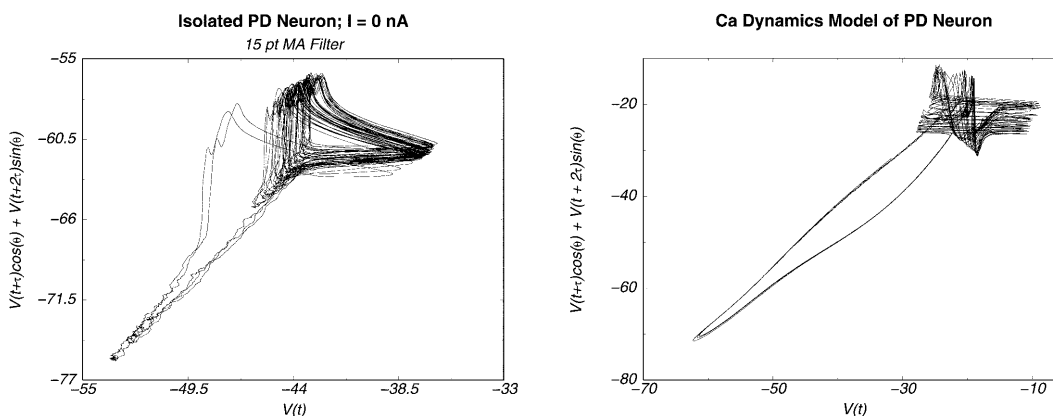 Isolated PD Neuron; I = 0 nA
15 pt MA Filter
−55
−60.5
−66
−71.5
−77
V(t+τ)cos(θ) + V(t+2τ)sin(θ)
−55
−49.5
−44
−38.5
−33
V(t)
Ca Dynamics Model of PD Neuron
−20
−40
−60
−80
V(t+τ)cos(θ) + V(t + 2τ)sin(θ)
−70
−50
−30
−10
V(t)